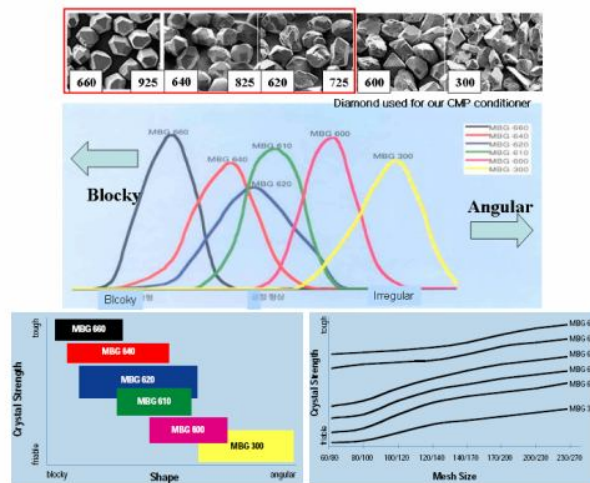 660 925 640 825 620 725 600 300
Diamond used for our CMP conditioner
MBG 660
MBG 640
MBG 620
MBG 610
MBG 600
MBG 300
MBG-660
MBG-640
MBG-620
MBG-610
MBG-600
MBG-300
Blocky
Angular
Blcoky
Irregular
tough
Crystal Strength
friable
MBG 660
MBG 640
MBG 620
MBG 610
MBG 600
MBG 300
blocky
Shape
angular
tough
Crystal Strength
friable
60/80 80/100 100/120 120/140 140/170 170/200 200/230 230/270
Mesh Size